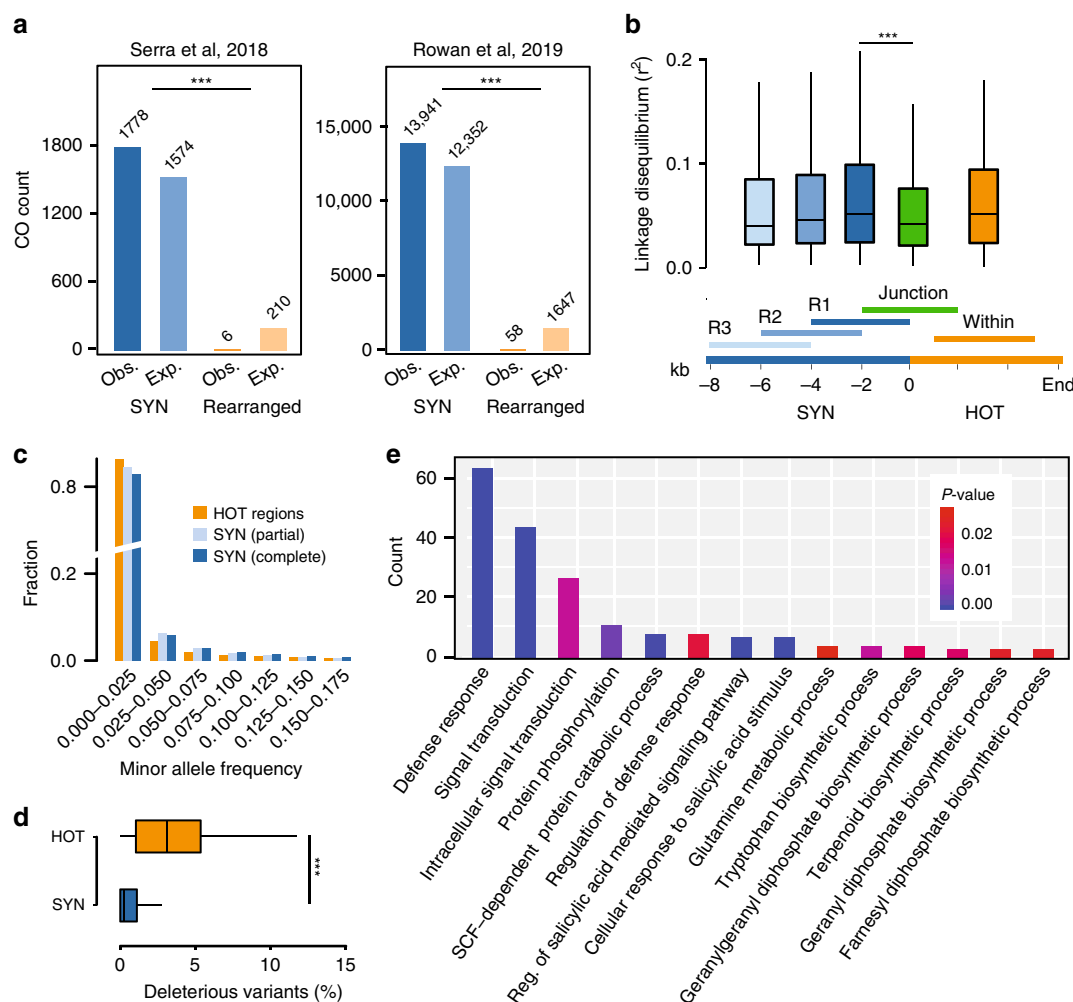 a
Serra et al, 2018
Rowan et al, 2019
CO count
1800
1200
600
0
***
1778
1574
6
210
Obs.
Exp.
Obs.
Exp.
SYN
Rearranged
15,000
10,000
5000
0
***
13,941
12,352
58
1647
Obs.
Exp.
Obs.
Exp.
SYN
Rearranged
b
Linkage disequilibrium (r²)
0.2
0.1
0.0
***
Junction
R1
R2
R3
Within
kb
−8
−6
−4
−2
0
End
SYN
HOT
c
Fraction
0.8
0.2
0.0
HOT regions
SYN (partial)
SYN (complete)
0.000–0.025
0.025–0.050
0.050–0.075
0.075–0.100
0.100–0.125
0.125–0.150
0.150–0.175
Minor allele frequency
d
HOT
SYN
***
0
5
10
15
Deleterious variants (%)
e
Count
60
40
20
0
P-value
0.02
0.01
0.00
Defense response
Signal transduction
Intracellular signal transduction
Protein phosphorylation
SCF−dependent protein catabolic process
Regulation of defense response
Reg. of salicylic acid mediated signaling pathway
Cellular response to salicylic acid stimulus
Glutamine metabolic process
Tryptophan biosynthetic process
Geranylgeranyl diphosphate biosynthetic process
Terpenoid biosynthetic process
Geranyl diphosphate biosynthetic process
Farnesyl diphosphate biosynthetic process